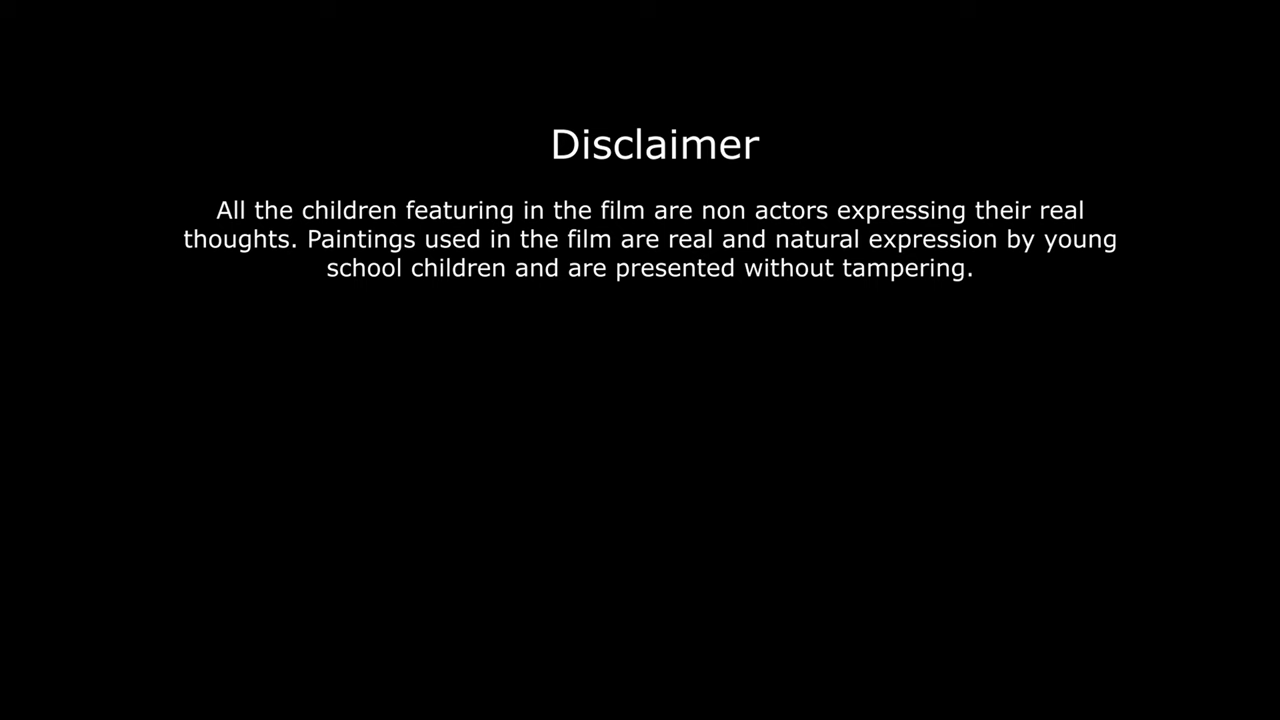 Disclaimer
All the children featuring in the film are non actors expressing their real
thoughts. Paintings used in the film are real and natural expression by young
school children and are presented without tampering.